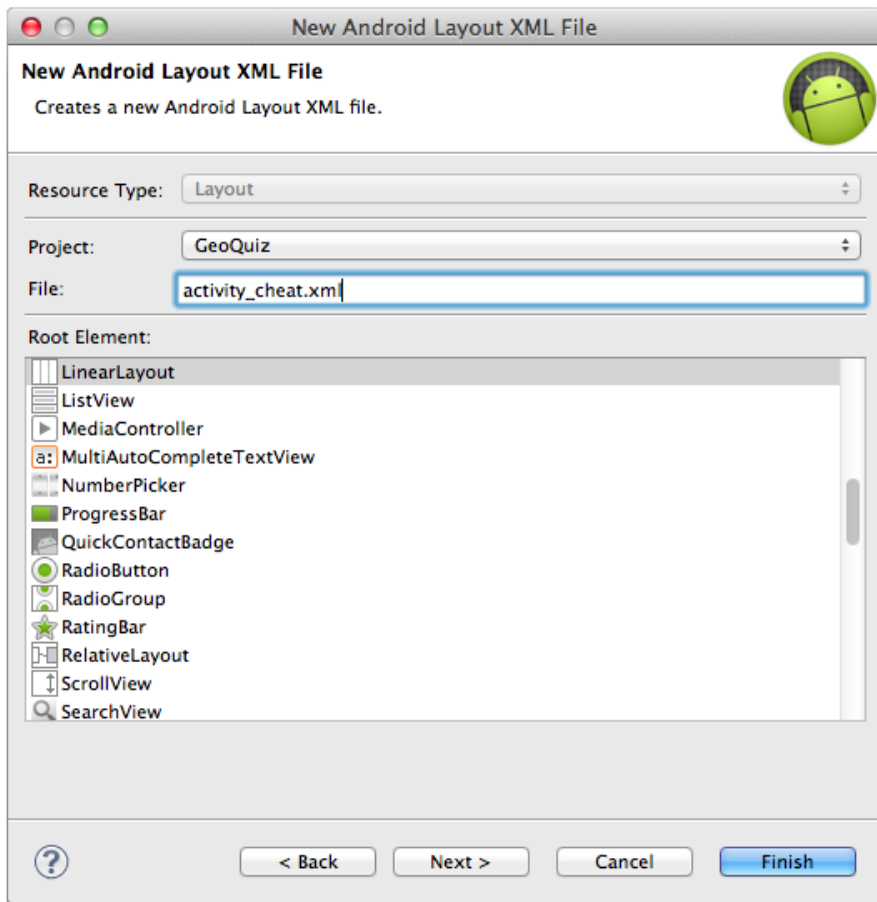 New Android Layout XML File
New Android Layout XML File
Creates a new Android Layout XML file.
Resource Type: Layout
Project: GeoQuiz
File: activity_cheat.xml
Root Element:
LinearLayout
ListView
MediaController
a: MultiAutoCompleteTextView
NumberPicker
ProgressBar
QuickContactBadge
RadioButton
RadioGroup
RatingBar
RelativeLayout
ScrollView
SearchView
? < Back Next > Cancel Finish